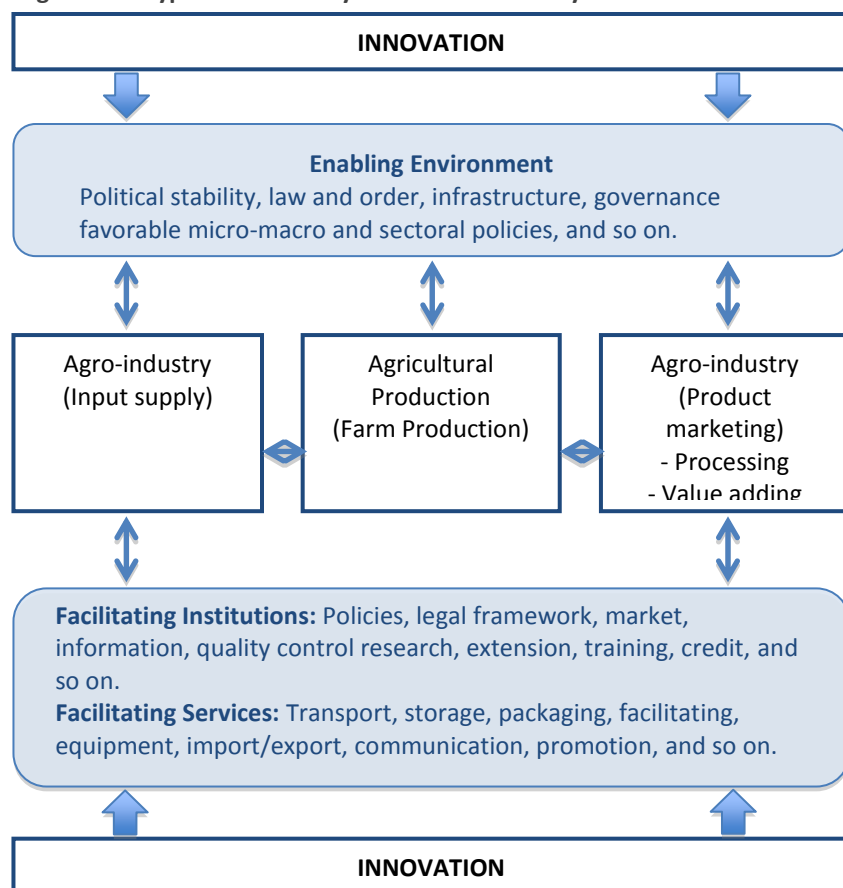 INNOVATION
Enabling Environment
Political stability, law and order, infrastructure, governance
favorable micro-macro and sectoral policies, and so on.
Agro-industry
(Input supply)
Agricultural
Production
(Farm Production)
Agro-industry
(Product
marketing)
- Processing
- Value adding
Facilitating Institutions: Policies, legal framework, market,
information, quality control research, extension, training, credit, and
so on.
Facilitating Services: Transport, storage, packaging, facilitating,
equipment, import/export, communication, promotion, and so on.
INNOVATION